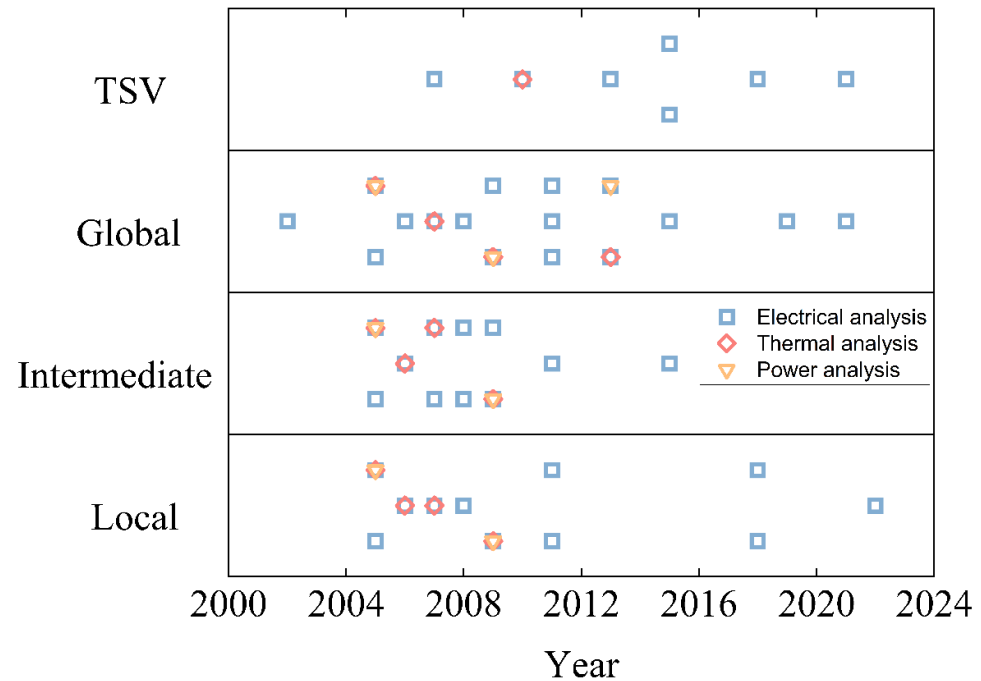 TSV
Global
Intermediate
Local
Electrical analysis
Thermal analysis
Power analysis
2000 2004 2008 2012 2016 2020 2024
Year